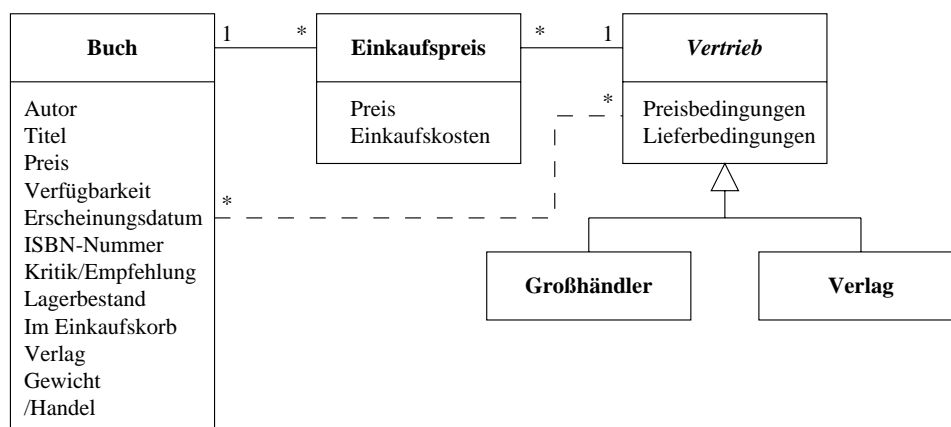 Buch
1
*
Einkaufspreis
*
1
Vertrieb
Autor
Titel
Preis
Verfügbarkeit
Erscheinungsdatum
ISBN-Nummer
Kritik/Empfehlung
Lagerbestand
Im Einkaufskorb
Verlag
Gewicht
/Handel
Preis
Einkaufskosten
*
Preisbedingungen
Lieferbedingungen
*
Großhändler
Verlag